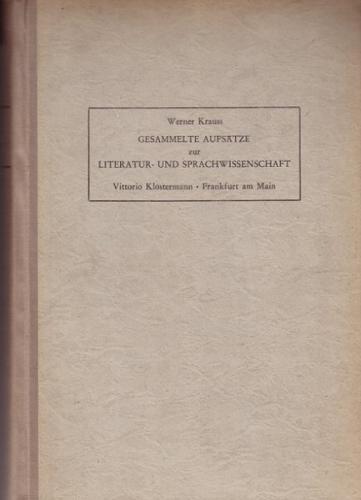 Werner Krauss
GESAMMELTE AUFSÄTZE
zur
LITERATUR- UND SPRACHWISSENSCHAFT
Vittorio Klostermann • Frankfurt am Main